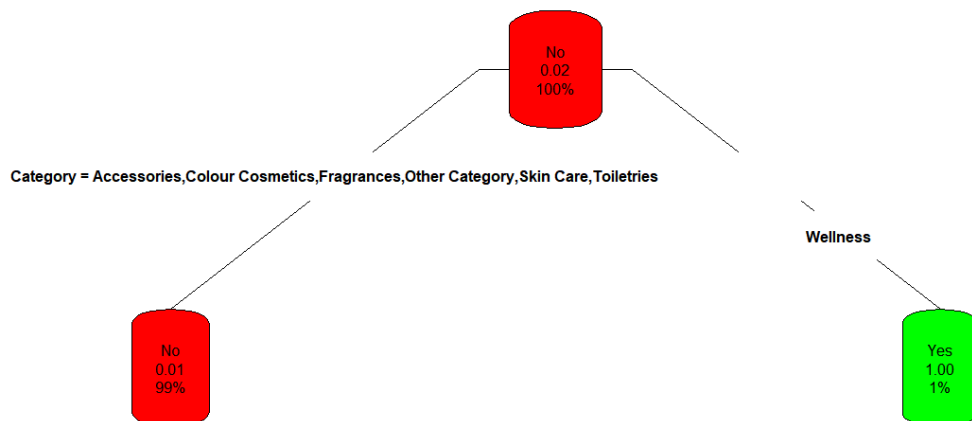 No
0.02
100%
Category = Accessories,Colour Cosmetics,Fragrances,Other Category,Skin Care,Toiletries
Wellness
No
0.01
99%
Yes
1.00
1%